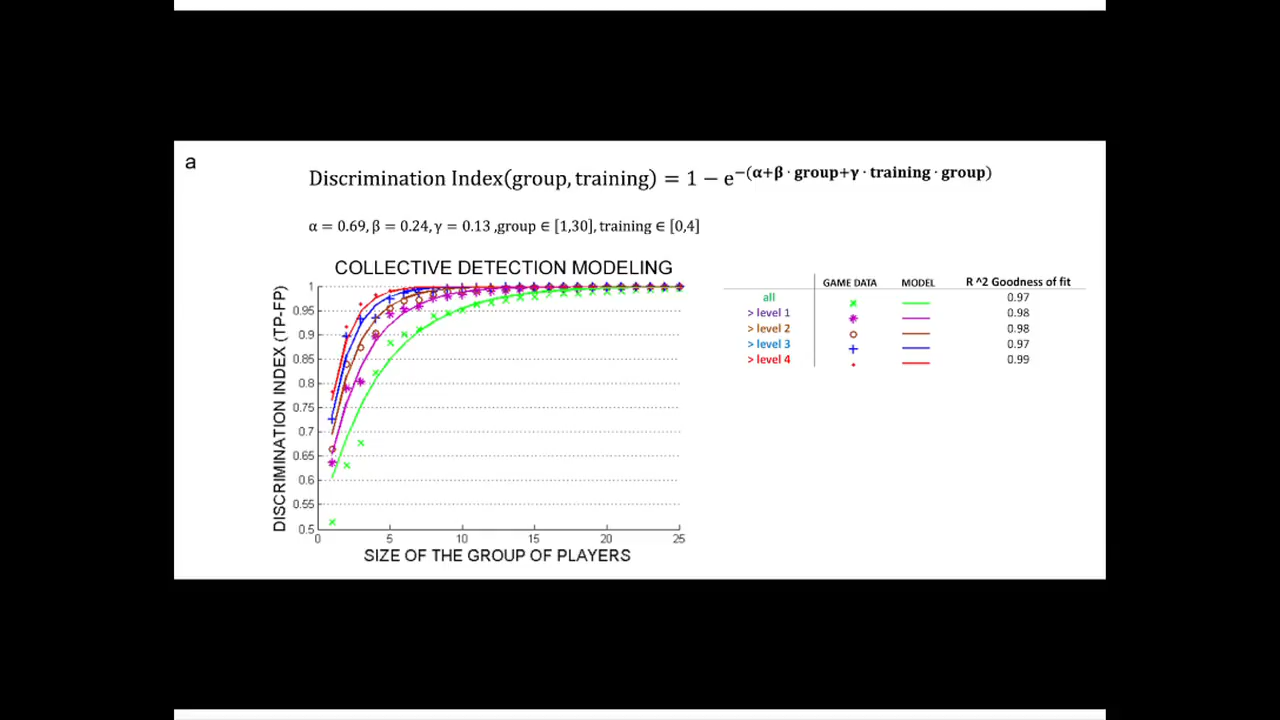 a
Discrimination Index(group, training) = 1 − e−(α+β · group+γ · training · group)
α = 0.69, β = 0.24, γ = 0.13 ,group ∈ [1,30], training ∈ [0,4]
COLLECTIVE DETECTION MODELING
DISCRIMINATION INDEX (TP-FP)
1
0.95
0.9
0.85
0.8
0.75
0.7
0.65
0.6
0.55
0.5
0 5 10 15 20 25
SIZE OF THE GROUP OF PLAYERS
GAME DATA MODEL R ^2 Goodness of fit
all 0.97
> level 1 0.98
> level 2 0.98
> level 3 0.97
> level 4 0.99